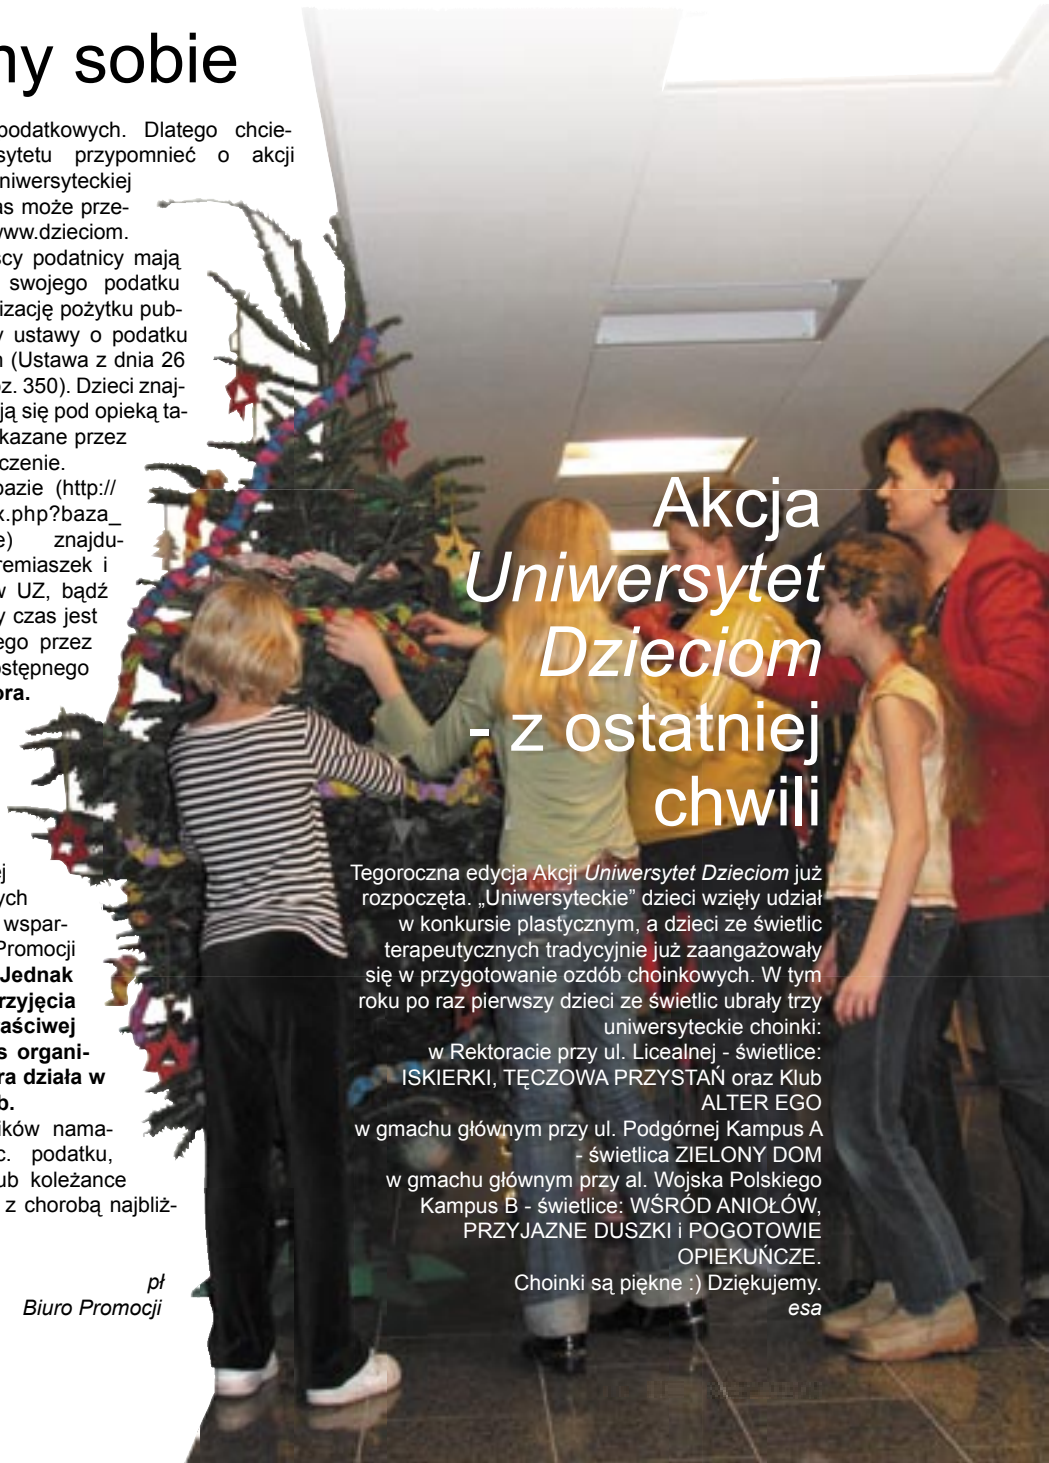 ny sobie
podatkowych. Dlatego chcie-
sytetu przypomnieć o akcji
niwersyteckiej
as może prze-
www.dzieciom.
scy podatnicy mają
swojego podatku
izację pożytku pub-
y ustawy o podatku
h (Ustawa z dnia 26
oz. 350). Dzieci znaj-
ją się pod opieką ta-
kazane przez
czenie.
bazie (http://
x.php?baza_
e) znajdu-
remiaszek i
w UZ, bądź
y czas jest
ego przez
ostępnego
ora.
ej
ych
wspar-
Promocji
Jednak
rzyjęcia
aściwej
s organi-
ra działa w
b.
ików nama-
c. podatku,
ub koleżance
z chorobą najbliż-
pł
Biuro Promocji
Akcja
Uniwersytet
Dzieciom
- z ostatniej
chwili
Tegoroczna edycja Akcji Uniwersytet Dzieciom już
rozpoczęta. „Uniwersyteckie” dzieci wzięły udział
w konkursie plastycznym, a dzieci ze świetlic
terapeutycznych tradycyjnie już zaangażowały
się w przygotowanie ozdób choinkowych. W tym
roku po raz pierwszy dzieci ze świetlic ubrały trzy
uniwersyteckie choinki:
w Rektoracie przy ul. Licealnej - świetlice:
ISKIERKI, TĘCZOWA PRZYSTAŃ oraz Klub
ALTER EGO
w gmachu głównym przy ul. Podgórnej Kampus A
- świetlica ZIELONY DOM
w gmachu głównym przy al. Wojska Polskiego
Kampus B - świetlice: WŚRÓD ANIOŁÓW,
PRZYJAZNE DUSZKI i POGOTOWIE
OPIEKUŃCZE.
Choinki są piękne :) Dziękujemy.
esa